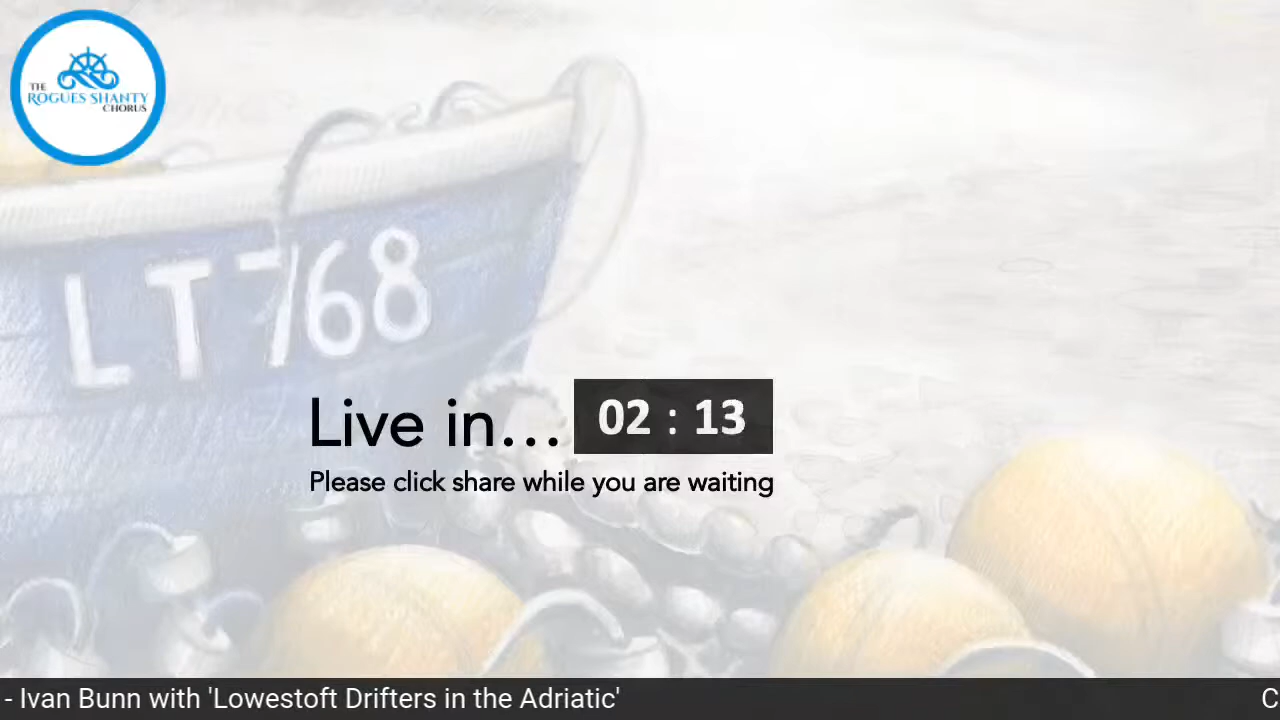 THE
ROGUES SHANTY
CHORUS
LT 768
Live in... 02 : 13
Please click share while you are waiting
- Ivan Bunn with 'Lowestoft Drifters in the Adriatic' C